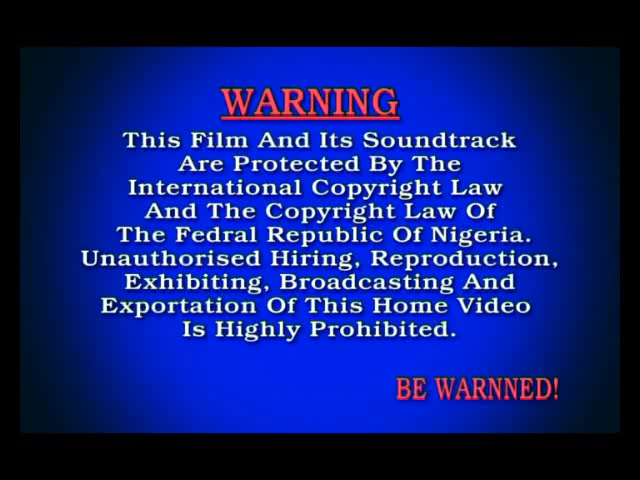 WARNING
This Film And Its Soundtrack
Are Protected By The
International Copyright Law
And The Copyright Law Of
The Fedral Republic Of Nigeria.
Unauthorised Hiring, Reproduction,
Exhibiting, Broadcasting And
Exportation Of This Home Video
Is Highly Prohibited.
BE WARNNED!